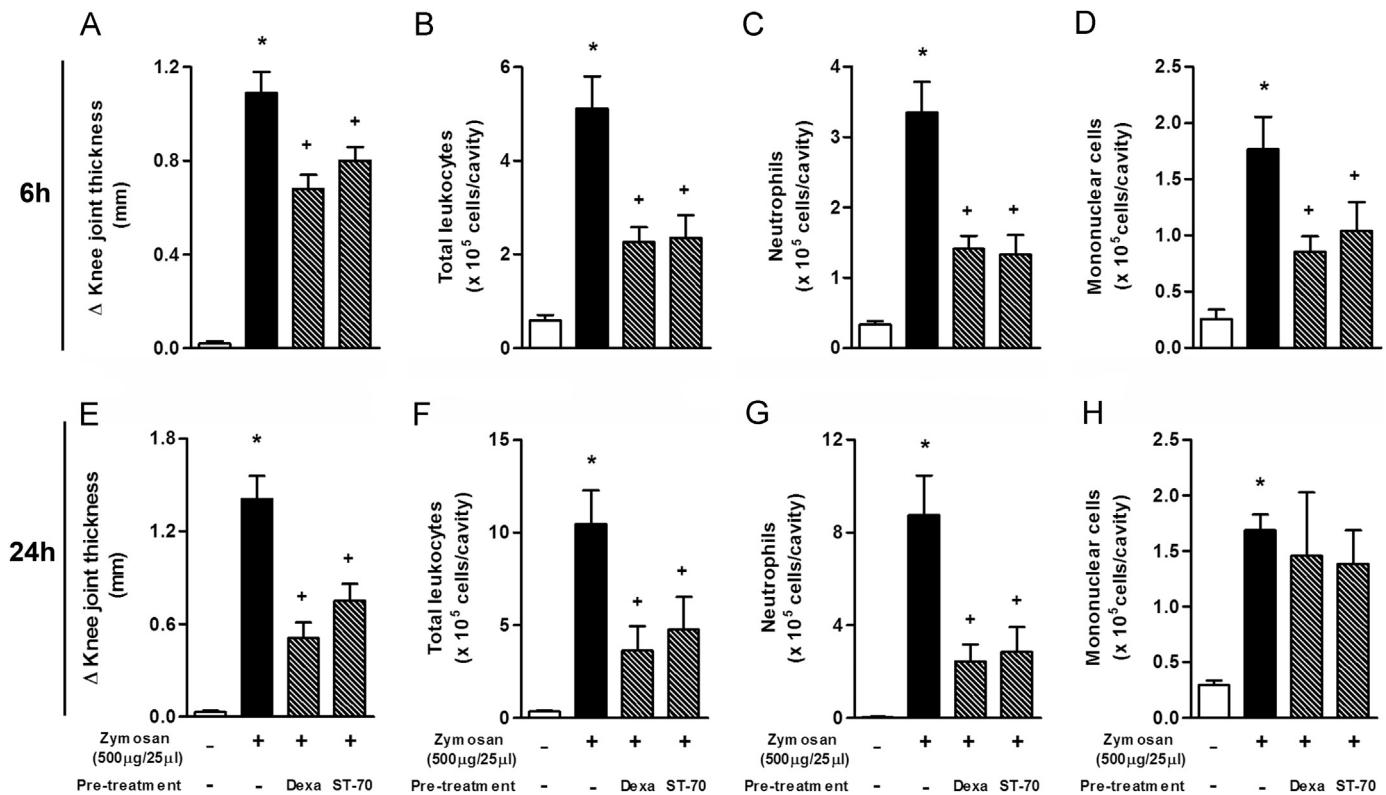 A
B
C
D
6h
Δ Knee joint thickness
(mm)
1.2
0.8
0.4
0.0
*
+
+
Total leukocytes
(x 10⁵ cells/cavity)
6
4
2
0
*
+
+
Neutrophils
(x 10⁵ cells/cavity)
4
3
2
1
0
*
+
+
Mononuclear cells
(x 10⁵cells/cavity)
2.5
2.0
1.5
1.0
0.5
0.0
*
+
+
E
F
G
H
24h
Δ Knee joint thickness
(mm)
1.8
1.2
0.6
0.0
*
+
+
Total leukocytes
(x 10⁵ cells/cavity)
15
10
5
0
*
+
+
Neutrophils
(x 10⁵ cells/cavity)
12
8
4
0
*
+
+
Mononuclear cells
(x 10⁵cells/cavity)
2.5
2.0
1.5
1.0
0.5
0.0
*
Zymosan - + + +
(500µg/25µl)
Pre-treatment - - Dexa ST-70
Zymosan - + + +
(500µg/25µl)
Pre-treatment - - Dexa ST-70
Zymosan - + + +
(500µg/25µl)
Pre-treatment - - Dexa ST-70
Zymosan - + + +
(500µg/25µl)
Pre-treatment - - Dexa ST-70